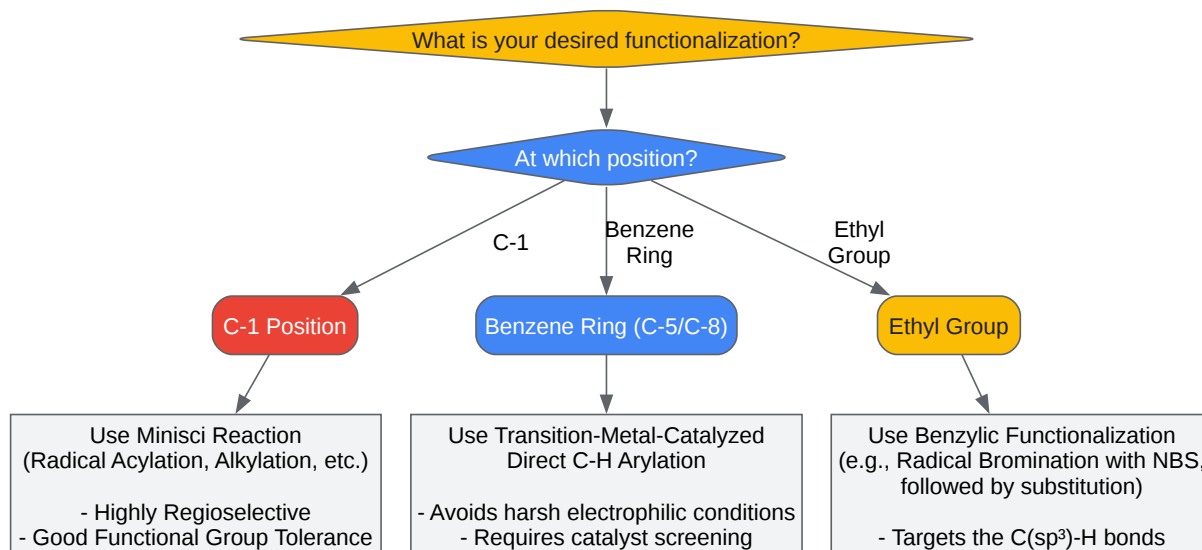 What is your desired functionalization?
At which position?
C-1
Benzene
Ring
Ethyl
Group
C-1 Position
Benzene Ring (C-5/C-8)
Ethyl Group
Use Minisci Reaction
(Radical Acylation, Alkylation, etc.)
- Highly Regioselective
- Good Functional Group Tolerance
Use Transition-Metal-Catalyzed
Direct C-H Arylation
- Avoids harsh electrophilic conditions
- Requires catalyst screening
Use Benzylic Functionalization
(e.g., Radical Bromination with NBS,
followed by substitution)
- Targets the C(sp³)-H bonds